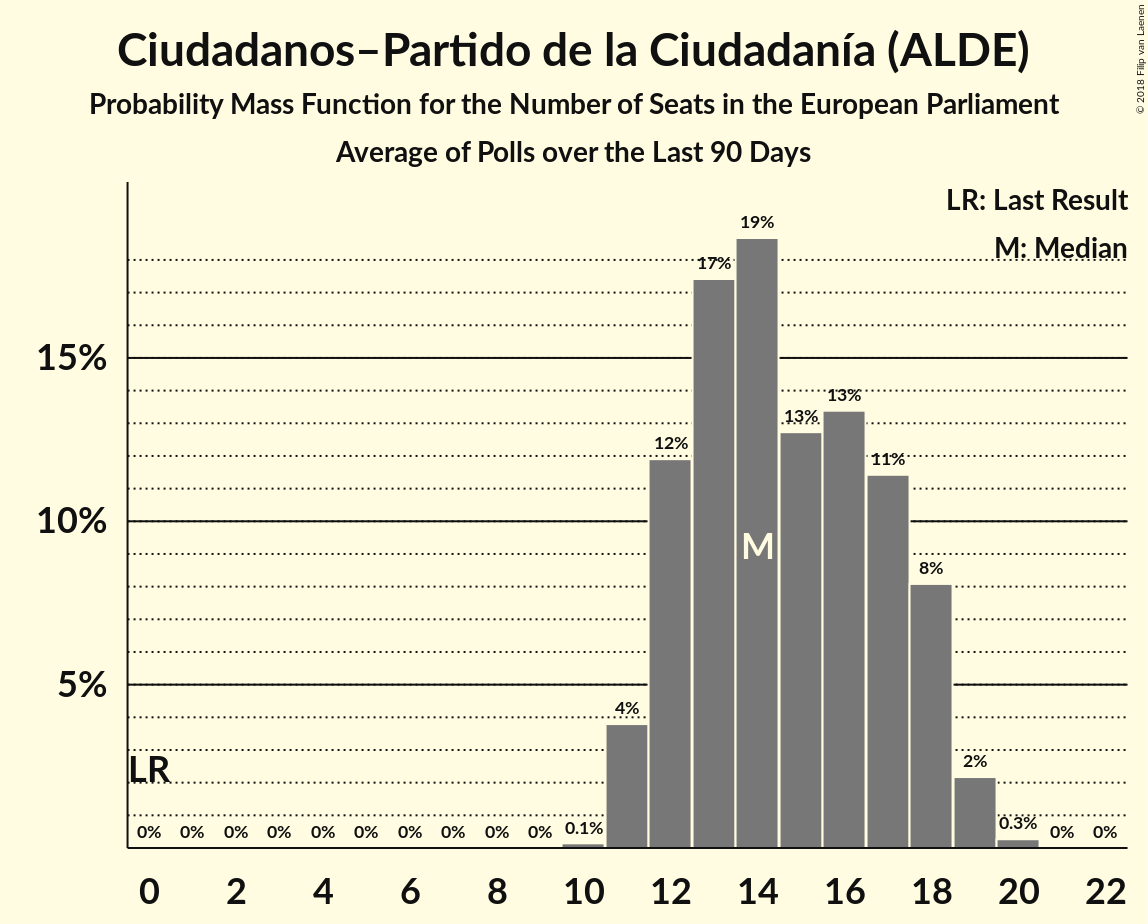 Ciudadanos–Partido de la Ciudadanía (ALDE)
Probability Mass Function for the Number of Seats in the European Parliament
Average of Polls over the Last 90 Days
© 2018 Filip van Laenen
LR: Last Result
M: Median
15%
10%
5%
LR
M
0% 0% 0% 0% 0% 0% 0% 0% 0% 0% 0.1% 4% 12% 17% 19% 13% 13% 11% 8% 2% 0.3% 0% 0%
0 2 4 6 8 10 12 14 16 18 20 22